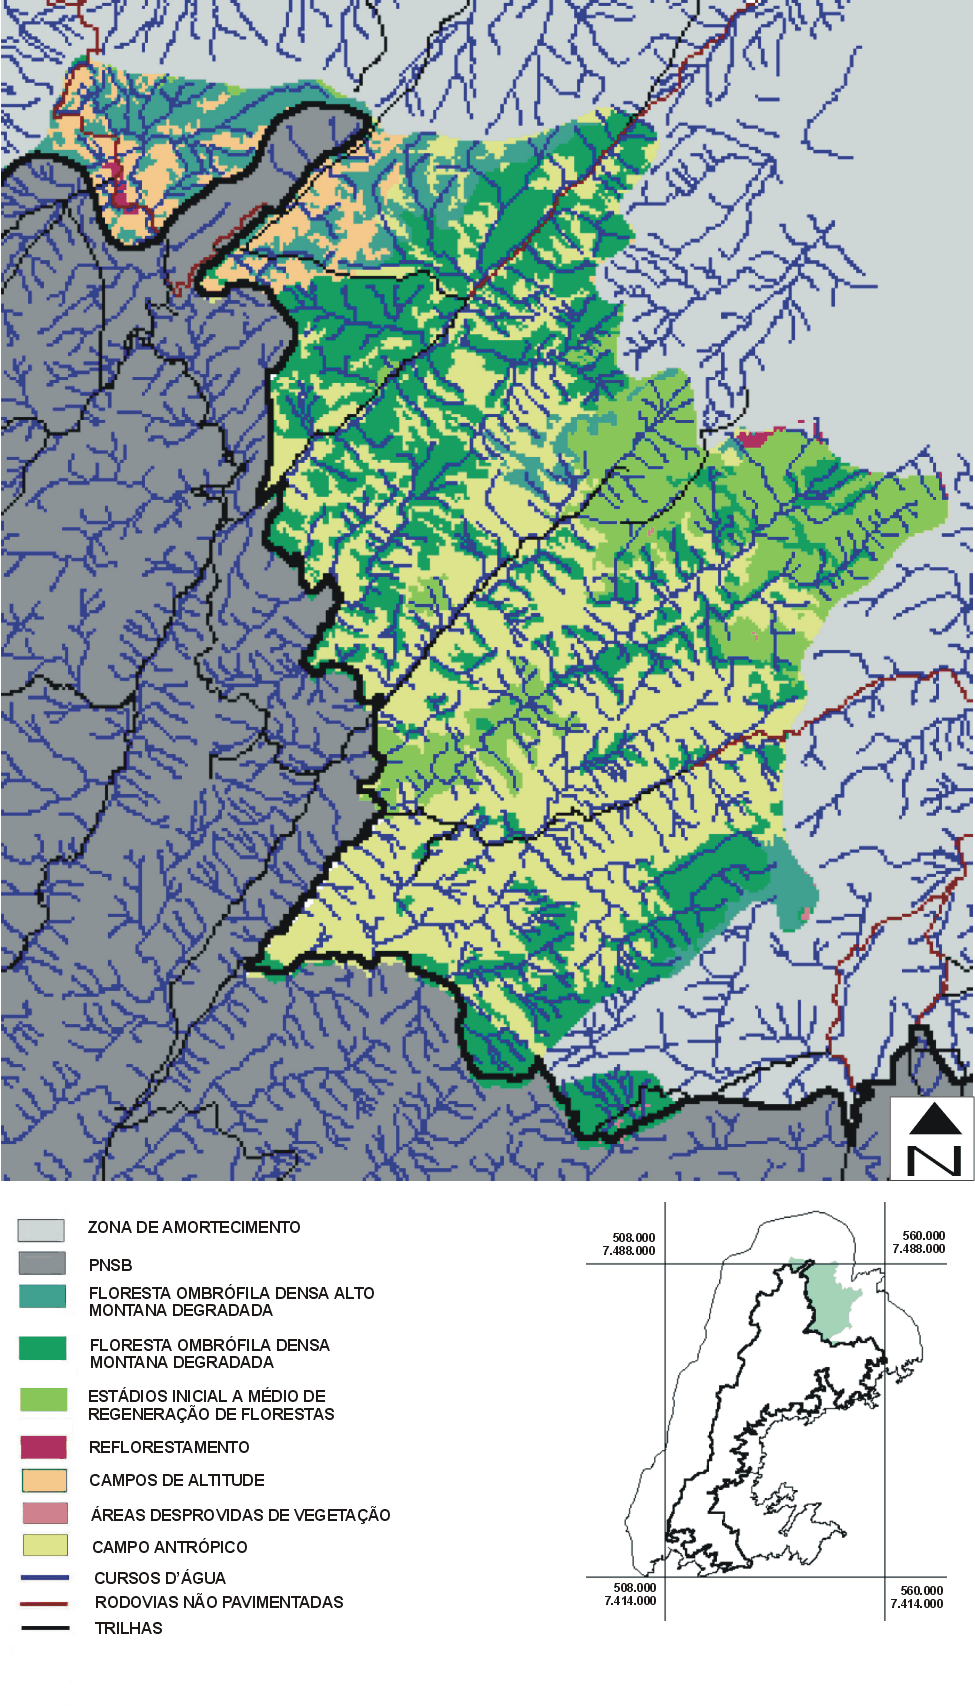 N
ZONA DE AMORTECIMENTO
PNSB
FLORESTA OMBRÓFILA DENSA ALTO
MONTANA DEGRADADA
FLORESTA OMBRÓFILA DENSA
MONTANA DEGRADADA
ESTÁDIOS INICIAL A MÉDIO DE
REGENERAÇÃO DE FLORESTAS
REFLORESTAMENTO
CAMPOS DE ALTITUDE
ÁREAS DESPROVIDAS DE VEGETAÇÃO
CAMPO ANTRÓPICO
CURSOS D'ÁGUA
RODOVIAS NÃO PAVIMENTADAS
TRILHAS
508.000
7.488.000
560.000
7.488.000
508.000
7.414.000
560.000
7.414.000